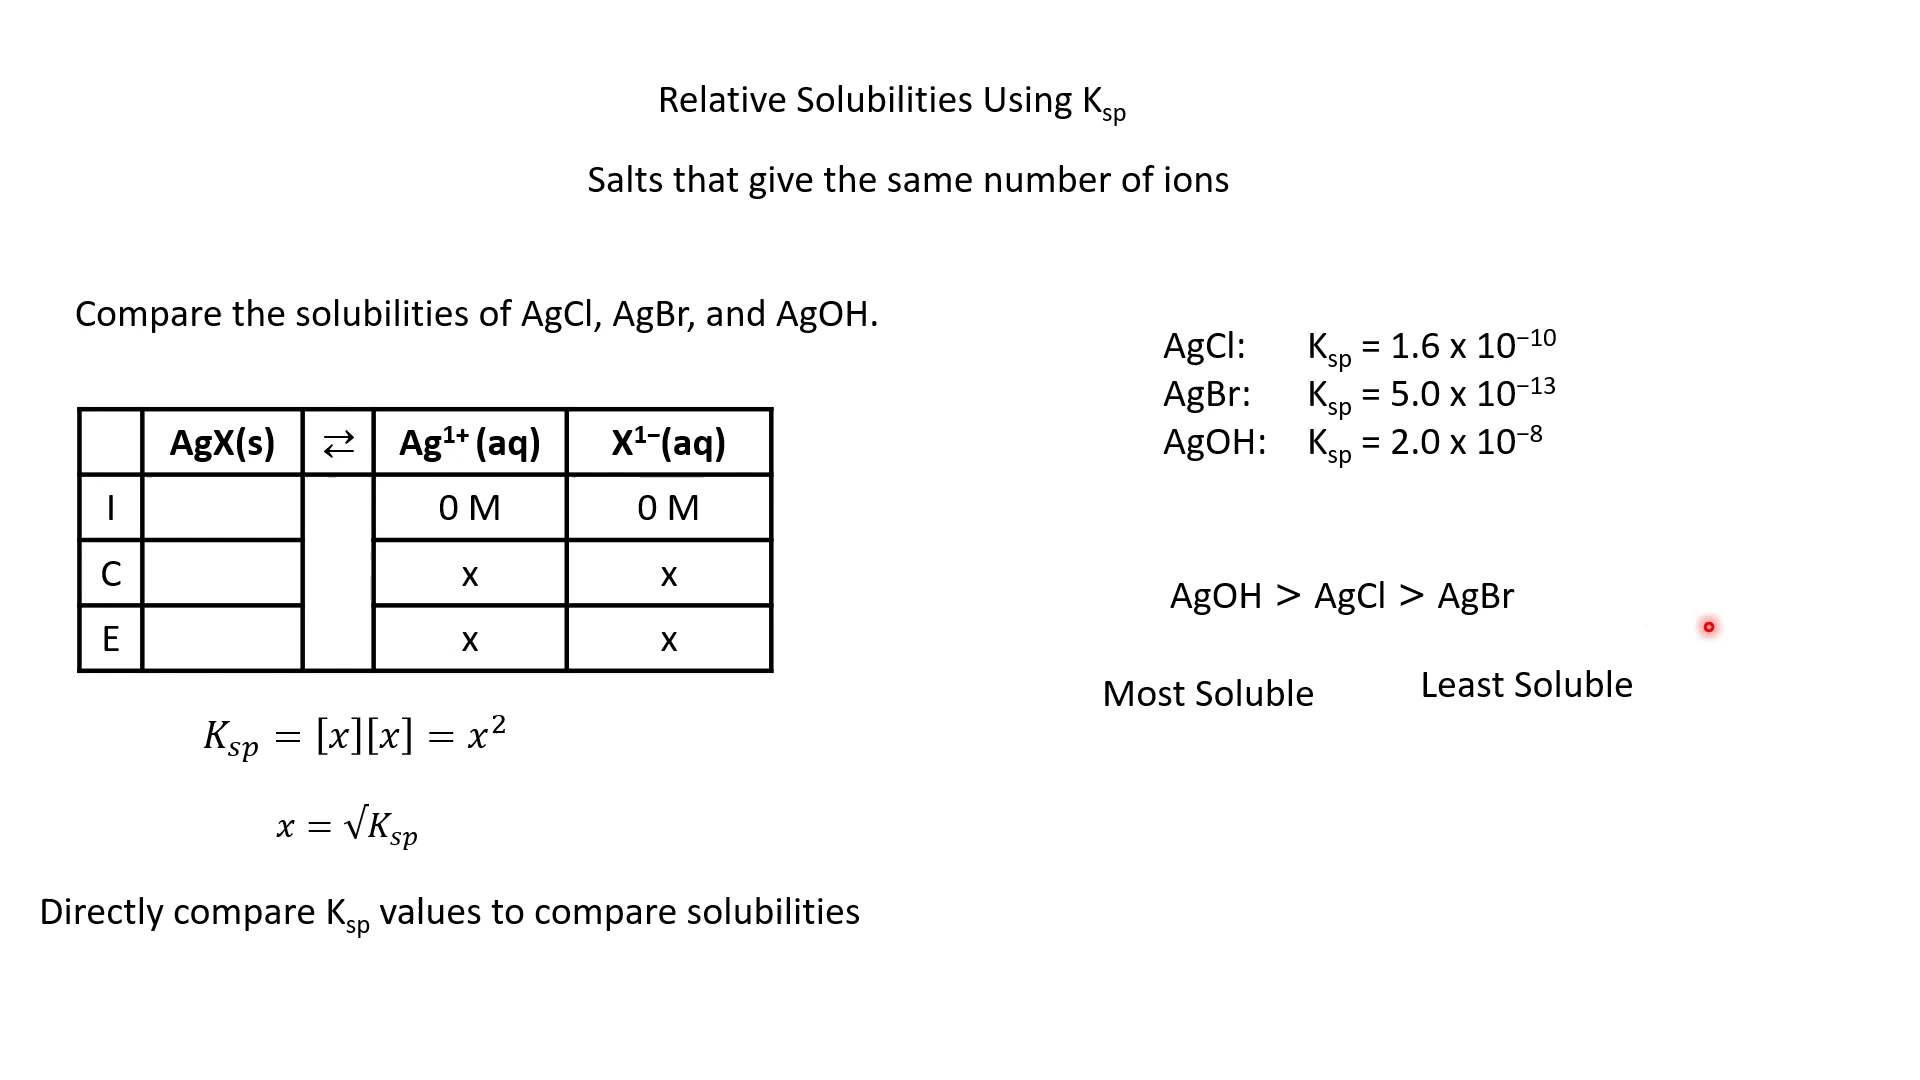 Relative Solubilities Using Ksp
Salts that give the same number of ions
Compare the solubilities of AgCl, AgBr, and AgOH.
AgX(s) ⇄ Ag¹⁺ (aq) X¹⁻(aq)
I 0 M 0 M
C x x
E x x
Ksp = [x][x] = x²
x = √Ksp
Directly compare Ksp values to compare solubilities
AgCl: Ksp = 1.6 x 10⁻¹⁰
AgBr: Ksp = 5.0 x 10⁻¹³
AgOH: Ksp = 2.0 x 10⁻⁸
AgOH > AgCl > AgBr
Most Soluble Least Soluble